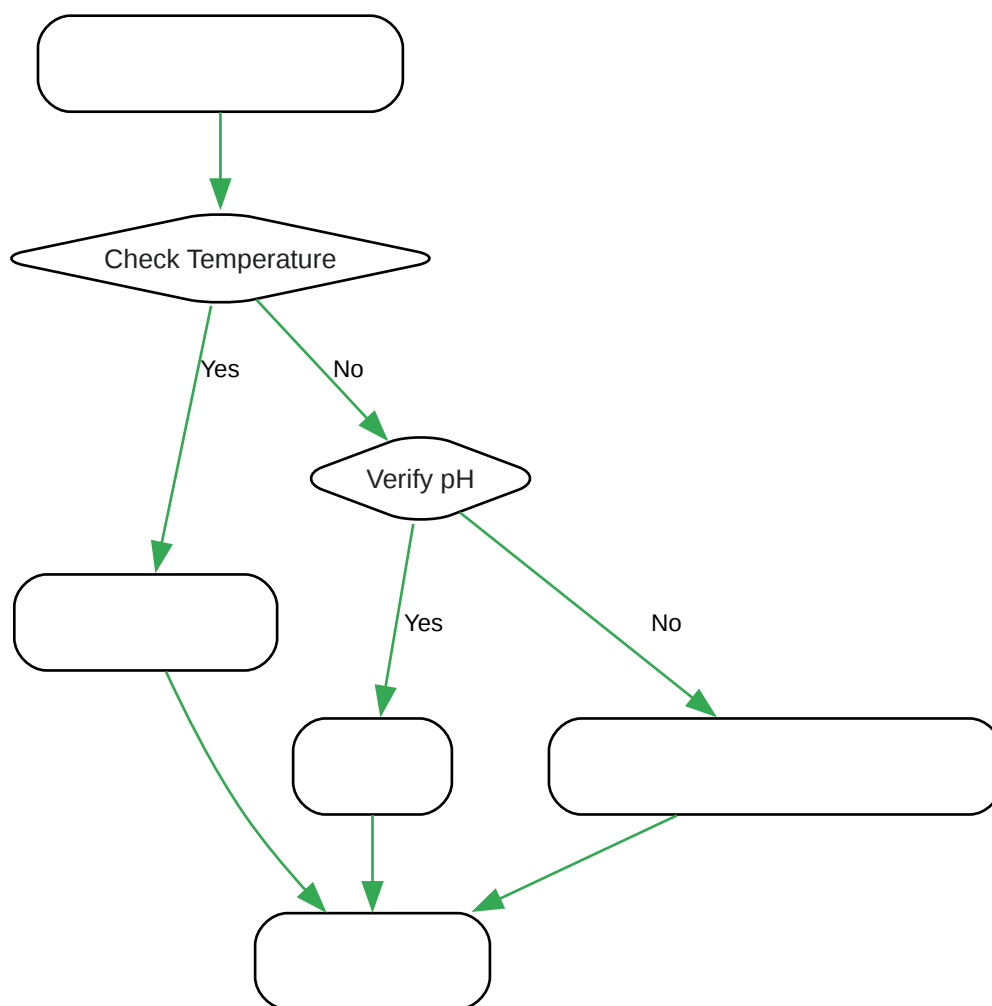 Check Temperature
Yes
No
Verify pH
Yes
No